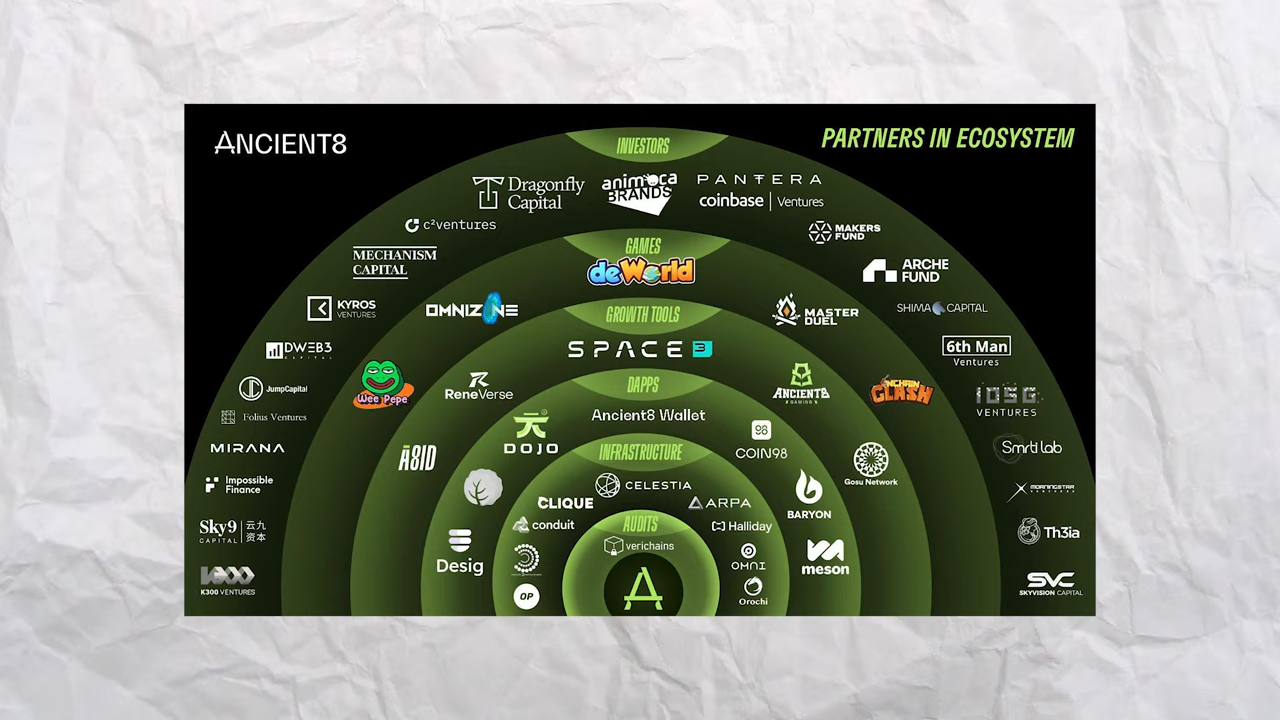 ANCIENT8
PARTNERS IN ECOSYSTEM
INVESTORS
Dragonfly
Capital
animoca
BRANDS
PANTERA
coinbase | Ventures
c²ventures
MAKERS
FUND
MECHANISM
CAPITAL
ARCHE
FUND
KYROS
VENTURES
SHIMA CAPITAL
DWEB3
CAPITAL
6th Man
Ventures
JumpCapital
IOSG
VENTURES
Folius Ventures
MIRANA
Smrti lab
Impossible
Finance
MORNINGSTAR
VENTURES
Sky9
CAPITAL
云九
资本
Th3ia
K300 VENTURES
SVC
SKYVISION CAPITAL
GAMES
deWorld
OMNIZONE
MASTER
DUEL
Wee Pepe
ONCHAIN
CLASH
GROWTH TOOLS
SPACE 3
ReneVerse
ANCIENT8
GAMING
A8ID
Gosu Network
DAPPS
Ancient8 Wallet
DOJO
98
COIN98
BARYON
Desig
meson
INFRASTRUCTURE
CELESTIA
CLIQUE
ARPA
conduit
Halliday
OMNI
OP
Orochi
AUDITS
verichains